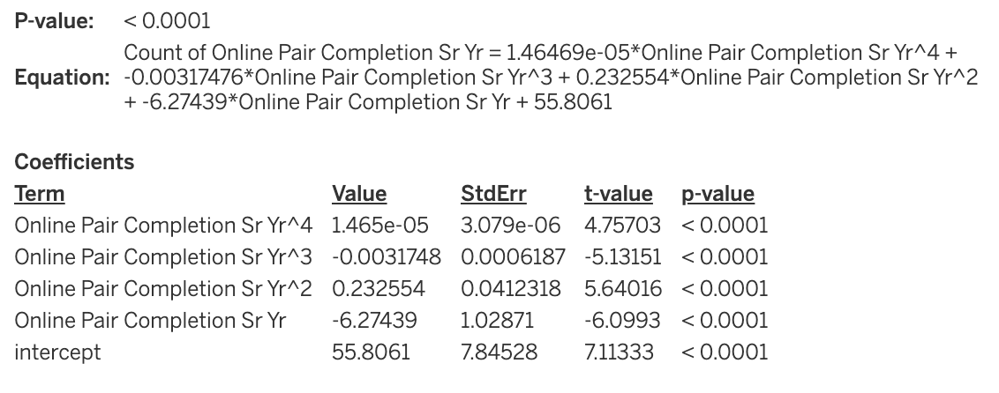 P-value: < 0.0001
Count of Online Pair Completion Sr Yr = 1.46469e-05*Online Pair Completion Sr Yr^4 +
Equation: -0.00317476*Online Pair Completion Sr Yr^3 + 0.232554*Online Pair Completion Sr Yr^2
+ -6.27439*Online Pair Completion Sr Yr + 55.8061
Coefficients
Term Value StdErr t-value p-value
Online Pair Completion Sr Yr^4 1.465e-05 3.079e-06 4.75703 < 0.0001
Online Pair Completion Sr Yr^3 -0.0031748 0.0006187 -5.13151 < 0.0001
Online Pair Completion Sr Yr^2 0.232554 0.0412318 5.64016 < 0.0001
Online Pair Completion Sr Yr -6.27439 1.02871 -6.0993 < 0.0001
intercept 55.8061 7.84528 7.11333 < 0.0001